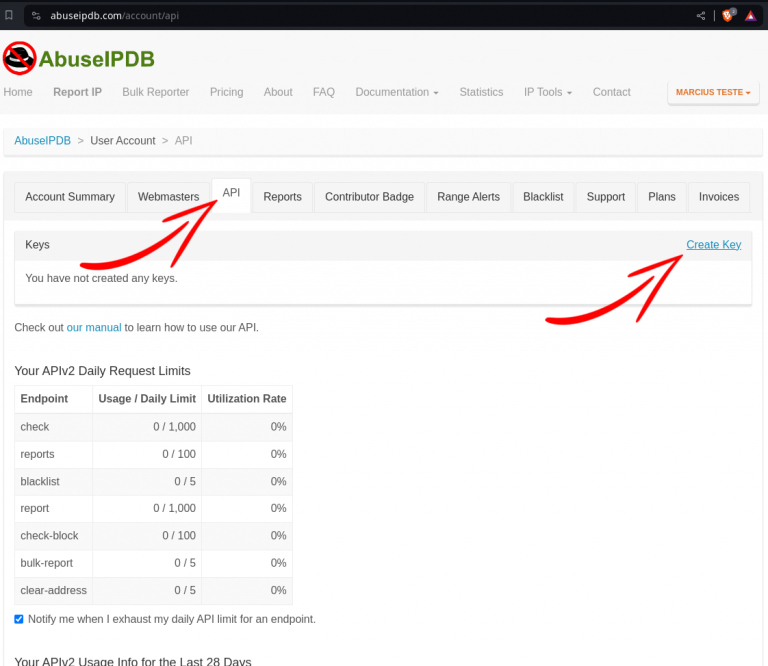 abuseipdb.com/account/api
AbuseIPDB
Home Report IP Bulk Reporter Pricing About FAQ Documentation Statistics IP Tools Contact MARCIUS TESTE
AbuseIPDB > User Account > API
Account Summary Webmasters API Reports Contributor Badge Range Alerts Blacklist Support Plans Invoices
Keys Create Key
You have not created any keys.
Check out our manual to learn how to use our API.
Your APIv2 Daily Request Limits
Endpoint Usage / Daily Limit Utilization Rate
check 0 / 1,000 0%
reports 0 / 100 0%
blacklist 0 / 5 0%
report 0 / 1,000 0%
check-block 0 / 100 0%
bulk-report 0 / 5 0%
clear-address 0 / 5 0%
Notify me when I exhaust my daily API limit for an endpoint.
Your APIv2 Usage Info for the Last 28 Days